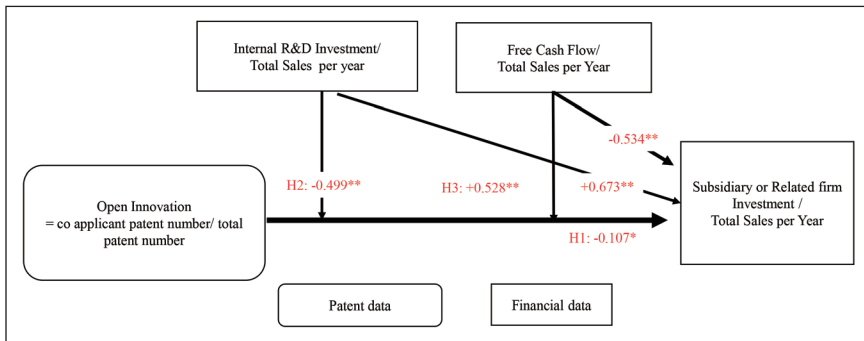 Internal R&D Investment/
Total Sales per year
Free Cash Flow/
Total Sales per Year
-0.534**
H2: -0.499**
H3: +0.528**
+0.673**
Open Innovation
= co applicant patent number/ total
patent number
Subsidiary or Related firm
Investment /
Total Sales per Year
H1: -0.107*
Patent data
Financial data